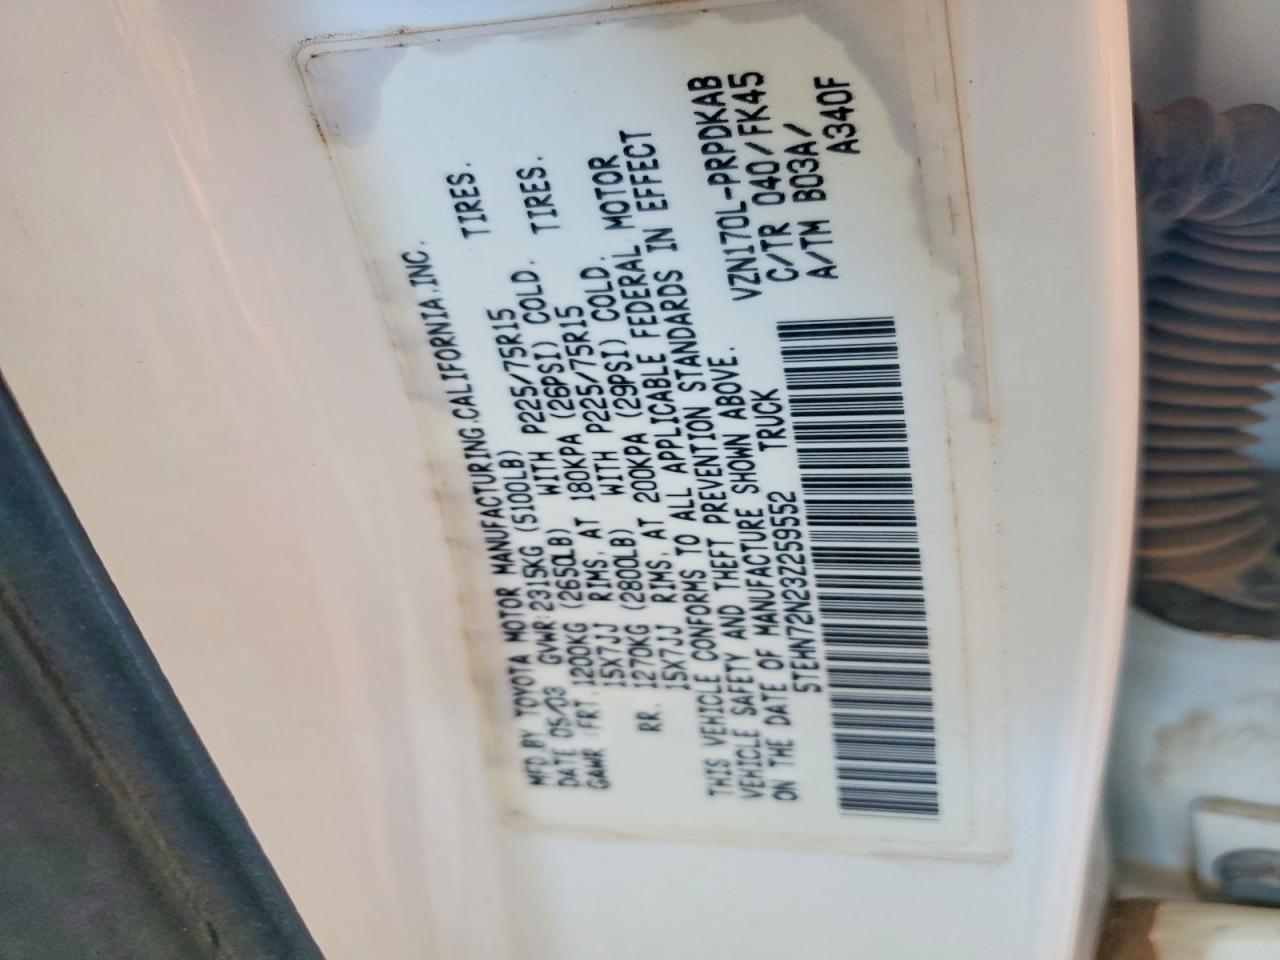 MFD BY TOYOTA MOTOR MANUFACTURING.CALIFORNIA.INC.
DATE 05/03 GVWR:2315KG (5100LB)
GAWR :FRT.1200KG (2650LB) WITH P225/75R15 TIRES.
15X7JJ RIMS, AT 180KPA (26PSI) COLD.
RR. 1270KG (2800LB) WITH P225/75R15 TIRES.
15X7JJ RIMS, AT 200KPA (29PSI) COLD.
THIS VEHICLE CONFORMS TO ALL APPLICABLE FEDERAL MOTOR
VEHICLE SAFETY AND THEFT PREVENTION STANDARDS IN EFFECT
ON THE DATE OF MANUFACTURE SHOWN ABOVE.
5TEHN72N23Z259552 TRUCK
VZN170L-PRPDKAB
C/TR 040/FK45
A/TM B03A/
A340F